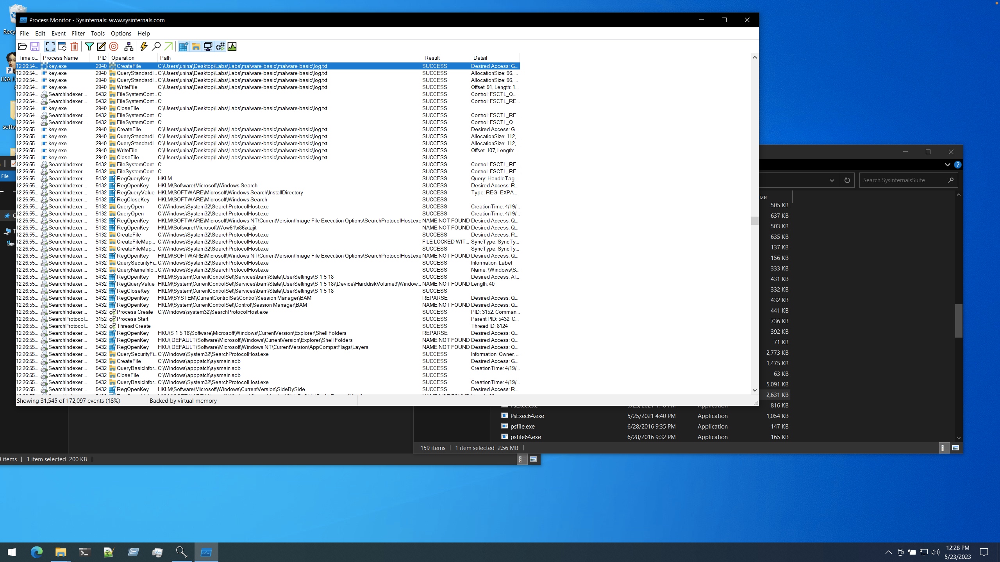 Process Monitor - Sysinternals: www.sysinternals.com
File Edit Event Filter Tools Options Help
Time o... Process Name PID Operation Path Result Detail
12:26:54... key.exe 2940 CreateFile C:\Users\unina\Desktop\Labs\Labs\malware-basic\malware-basic\log.txt SUCCESS Desired Access: G...
12:26:54... key.exe 2940 QueryStandardI... C:\Users\unina\Desktop\Labs\Labs\malware-basic\malware-basic\log.txt SUCCESS AllocationSize: 96, ...
12:26:54... key.exe 2940 QueryStandardI... C:\Users\unina\Desktop\Labs\Labs\malware-basic\malware-basic\log.txt SUCCESS AllocationSize: 96, ...
12:26:54... key.exe 2940 WriteFile C:\Users\unina\Desktop\Labs\Labs\malware-basic\malware-basic\log.txt SUCCESS Offset: 91, Length: 1...
12:26:54... SearchIndexer.... 5432 FileSystemCont... C: SUCCESS Control: FSCTL_Q...
12:26:54... SearchIndexer.... 5432 FileSystemCont... C: SUCCESS Control: FSCTL_RE...
12:26:54... key.exe 2940 CloseFile C:\Users\unina\Desktop\Labs\Labs\malware-basic\malware-basic\log.txt SUCCESS
12:26:54... SearchIndexer.... 5432 FileSystemCont... C: SUCCESS Control: FSCTL_RE...
12:26:54... SearchIndexer.... 5432 FileSystemCont... C: SUCCESS Control: FSCTL_Q...
12:26:55... key.exe 2940 CreateFile C:\Users\unina\Desktop\Labs\Labs\malware-basic\malware-basic\log.txt SUCCESS Desired Access: G...
12:26:55... key.exe 2940 QueryStandardI... C:\Users\unina\Desktop\Labs\Labs\malware-basic\malware-basic\log.txt SUCCESS AllocationSize: 112,...
12:26:55... key.exe 2940 QueryStandardI... C:\Users\unina\Desktop\Labs\Labs\malware-basic\malware-basic\log.txt SUCCESS AllocationSize: 112,...
12:26:55... key.exe 2940 WriteFile C:\Users\unina\Desktop\Labs\Labs\malware-basic\malware-basic\log.txt SUCCESS Offset: 107, Length: ...
12:26:55... key.exe 2940 CloseFile C:\Users\unina\Desktop\Labs\Labs\malware-basic\malware-basic\log.txt SUCCESS
12:26:55... SearchIndexer.... 5432 FileSystemCont... C: SUCCESS Control: FSCTL_RE...
12:26:55... SearchIndexer.... 5432 FileSystemCont... C: SUCCESS Control: FSCTL_RE...
12:26:55... SearchIndexer.... 5432 RegQueryKey HKLM SUCCESS Query: HandleTag...
12:26:55... SearchIndexer.... 5432 RegOpenKey HKLM\Software\Microsoft\Windows Search SUCCESS Desired Access: R...
12:26:55... SearchIndexer.... 5432 RegQueryValue HKLM\SOFTWARE\Microsoft\Windows Search\InstallDirectory SUCCESS Type: REG_EXPA...
12:26:55... SearchIndexer.... 5432 RegCloseKey HKLM\SOFTWARE\Microsoft\Windows Search SUCCESS
12:26:55... SearchIndexer.... 5432 QueryOpen C:\Windows\System32\SearchProtocolHost.exe SUCCESS CreationTime: 4/19/...
12:26:55... SearchIndexer.... 5432 QueryOpen C:\Windows\System32\SearchProtocolHost.exe SUCCESS CreationTime: 4/19/...
12:26:55... SearchIndexer.... 5432 RegOpenKey HKLM\SOFTWARE\Microsoft\Windows NT\CurrentVersion\Image File Execution Options\SearchProtocolHost.exe NAME NOT FOUND Desired Access: Q...
12:26:55... SearchIndexer.... 5432 RegOpenKey HKLM\Software\Microsoft\Wow64\x86\xtajit NAME NOT FOUND Desired Access: Q...
12:26:55... SearchIndexer.... 5432 CreateFile C:\Windows\System32\SearchProtocolHost.exe SUCCESS Desired Access: R...
12:26:55... SearchIndexer.... 5432 CreateFileMap... C:\Windows\System32\SearchProtocolHost.exe FILE LOCKED WIT... SyncType: SyncTy...
12:26:55... SearchIndexer.... 5432 CreateFileMap... C:\Windows\System32\SearchProtocolHost.exe SUCCESS SyncType: SyncTy...
12:26:55... SearchIndexer.... 5432 RegOpenKey HKLM\SOFTWARE\Microsoft\Windows NT\CurrentVersion\Image File Execution Options\SearchProtocolHost.exe NAME NOT FOUND Desired Access: Q...
12:26:55... SearchIndexer.... 5432 QuerySecurityFi... C:\Windows\System32\SearchProtocolHost.exe SUCCESS Information: Label
12:26:55... SearchIndexer.... 5432 QueryNameInfo... C:\Windows\System32\SearchProtocolHost.exe SUCCESS Name: \Windows\S...
12:26:55... SearchIndexer.... 5432 RegOpenKey HKLM\System\CurrentControlSet\Services\bam\State\UserSettings\S-1-5-18 SUCCESS Desired Access: Al...
12:26:55... SearchIndexer.... 5432 RegQueryValue HKLM\System\CurrentControlSet\Services\bam\State\UserSettings\S-1-5-18\\Device\HarddiskVolume3\Window... NAME NOT FOUND Length: 40
12:26:55... SearchIndexer.... 5432 RegCloseKey HKLM\System\CurrentControlSet\Services\bam\State\UserSettings\S-1-5-18 SUCCESS
12:26:55... SearchIndexer.... 5432 RegOpenKey HKLM\SYSTEM\CurrentControlSet\Control\Session Manager\BAM REPARSE Desired Access: Q...
12:26:55... SearchIndexer.... 5432 RegOpenKey HKLM\System\CurrentControlSet\Control\Session Manager\BAM NAME NOT FOUND Desired Access: Q...
12:26:55... SearchIndexer.... 5432 Process Create C:\Windows\system32\SearchProtocolHost.exe SUCCESS PID: 3152, Comman...
12:26:55... SearchProtocol... 3152 Process Start SUCCESS Parent PID: 5432, C...
12:26:55... SearchProtocol... 3152 Thread Create SUCCESS Thread ID: 8124
12:26:55... SearchIndexer.... 5432 RegOpenKey HKU\S-1-5-18\Software\Microsoft\Windows\CurrentVersion\Explorer\Shell Folders REPARSE Desired Access: Q...
12:26:55... SearchIndexer.... 5432 RegOpenKey HKU\.DEFAULT\Software\Microsoft\Windows\CurrentVersion\Explorer\Shell Folders NAME NOT FOUND Desired Access: Q...
12:26:55... SearchIndexer.... 5432 RegOpenKey HKU\.DEFAULT\Software\Microsoft\Windows NT\CurrentVersion\AppCompatFlags\Layers NAME NOT FOUND Desired Access: Q...
12:26:55... SearchIndexer.... 5432 QuerySecurityFi... C:\Windows\System32\SearchProtocolHost.exe SUCCESS Information: Owner, ...
12:26:55... SearchIndexer.... 5432 CreateFile C:\Windows\apppatch\sysmain.sdb SUCCESS Desired Access: G...
12:26:55... SearchIndexer.... 5432 QueryBasicInfor... C:\Windows\apppatch\sysmain.sdb SUCCESS CreationTime: 4/19/...
12:26:55... SearchIndexer.... 5432 CloseFile C:\Windows\apppatch\sysmain.sdb SUCCESS
12:26:55... SearchIndexer.... 5432 QueryBasicInfor... C:\Windows\System32\SearchProtocolHost.exe SUCCESS CreationTime: 4/19/...
12:26:55... SearchIndexer.... 5432 RegOpenKey HKLM\Software\Microsoft\Windows\CurrentVersion\SideBySide SUCCESS Desired Access: R...
Showing 31,545 of 172,097 events (18%) Backed by virtual memory
Recy
IDA Fr
softw
File
Search SysinternalsSuite
ize
505 KB
637 KB
503 KB
635 KB
137 KB
156 KB
333 KB
431 KB
332 KB
432 KB
441 KB
736 KB
392 KB
71 KB
2,773 KB
1,475 KB
63 KB
5,091 KB
2,631 KB
PsExec.exe 5/25/2021 4:40 PM Application 816 KB
PsExec64.exe 5/25/2021 4:40 PM Application 1,054 KB
psfile.exe 6/28/2016 9:35 PM Application 147 KB
psfile64.exe 6/28/2016 9:32 PM Application 165 KB
159 items 1 item selected 2.56 MB
items 1 item selected 200 KB
12:28 PM
5/23/2023